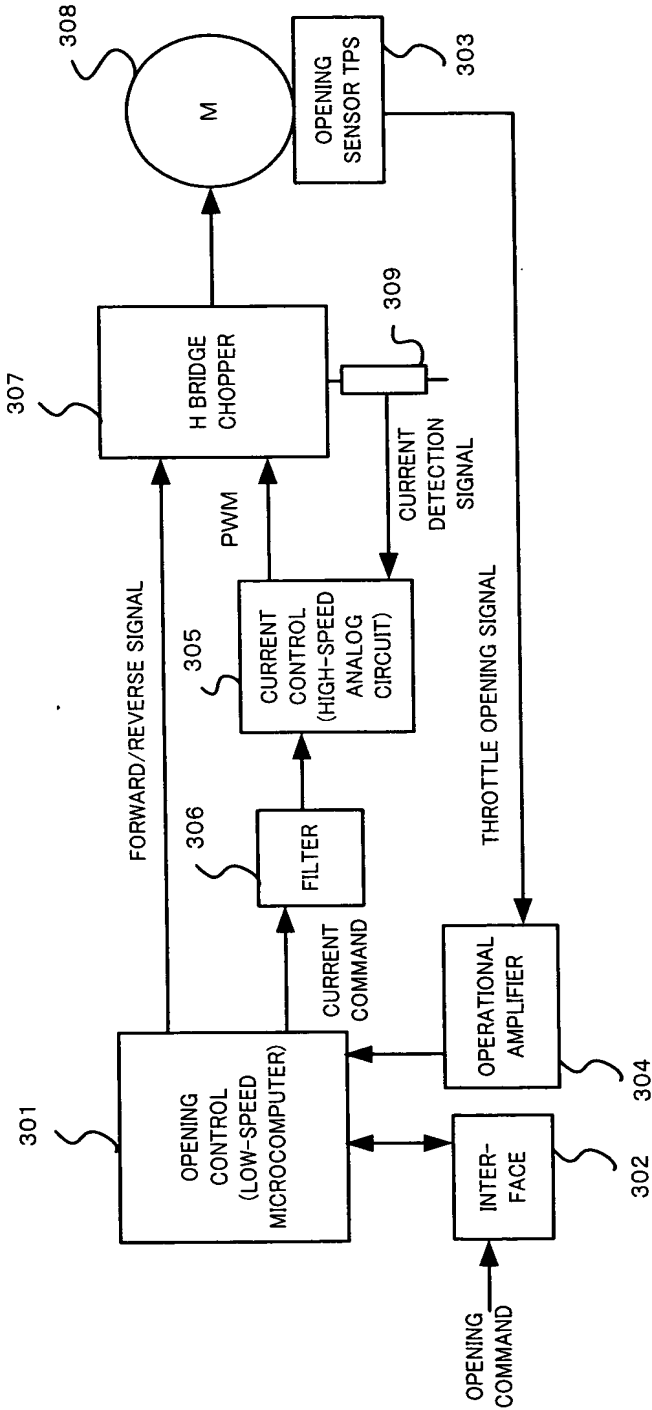 308
M
OPENING
SENSOR TPS
303
307
H BRIDGE
CHOPPER
309
CURRENT
DETECTION
SIGNAL
FORWARD/REVERSE SIGNAL
PWM
305
CURRENT
CONTROL
(HIGH-SPEED
ANALOG
CIRCUIT)
306
FILTER
CURRENT
COMMAND
THROTTLE OPENING SIGNAL
301
OPENING
CONTROL
(LOW-SPEED
MICROCOMPUTER)
OPERATIONAL
AMPLIFIER
304
INTER-
FACE
302
OPENING
COMMAND